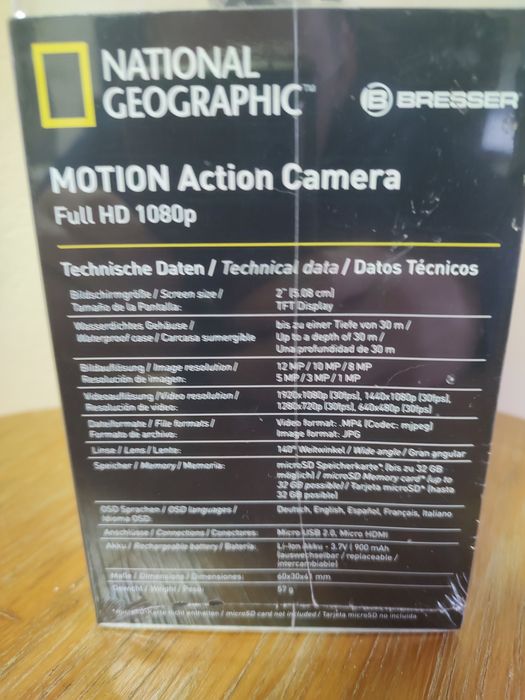 NATIONAL
GEOGRAPHIC™
B BRESSER
MOTION Action Camera
Full HD 1080p
Technische Daten / Technical data / Datos Técnicos
Bildschirmgröße / Screen size / 2" (5.08 cm)
Tamaño de la Pantalla: TFT Display
Wasserdichtes Gehäuse / bis zu einer Tiefe von 30 m /
Waterproof case / Carcasa sumergible Up to a depth of 30 m /
Una profundidad de 30 m
Bildauflösung / Image resolution / 12 MP / 10 MP / 8 MP
Resolución de imagen: 5 MP / 3 MP / 1 MP
Videoauflösung / Video resolution / 1920x1080p (30fps), 1440x1080p (30fps),
Resolución de video: 1280x720p (30fps), 640x480p (30fps)
Dateiformate / File formats / Video format: .MP4 (Codec: mjpeg)
Formato de archivo: Image format: .JPG
Linse / Lens / Lente: 140° Weitwinkel / Wide angle / Gran angular
Speicher / Memory / Memoria: microSD Speicherkarte*, (bis zu 32 GB
möglich) / microSD Memory card* (up to
32 GB possible) / Tarjeta microSD* (hasta
32 GB posible)
OSD Sprachen / OSD languages / Deutsch, English, Español, Français, Italiano
Idioma OSD:
Anschlüsse / Connections / Conectores: Micro USB 2.0, Micro HDMI
Akku / Rechargeable battery / Batería: Li-Ion Akku - 3.7V | 900 mAh
(auswechselbar / replaceable /
intercambiable)
Maße / Dimensions / Dimensiones: 60x30x41 mm
Gewicht / Weight / Peso: 57 g
*microSD-Karte nicht enthalten / microSD card not included / Tarjeta microSD no incluida